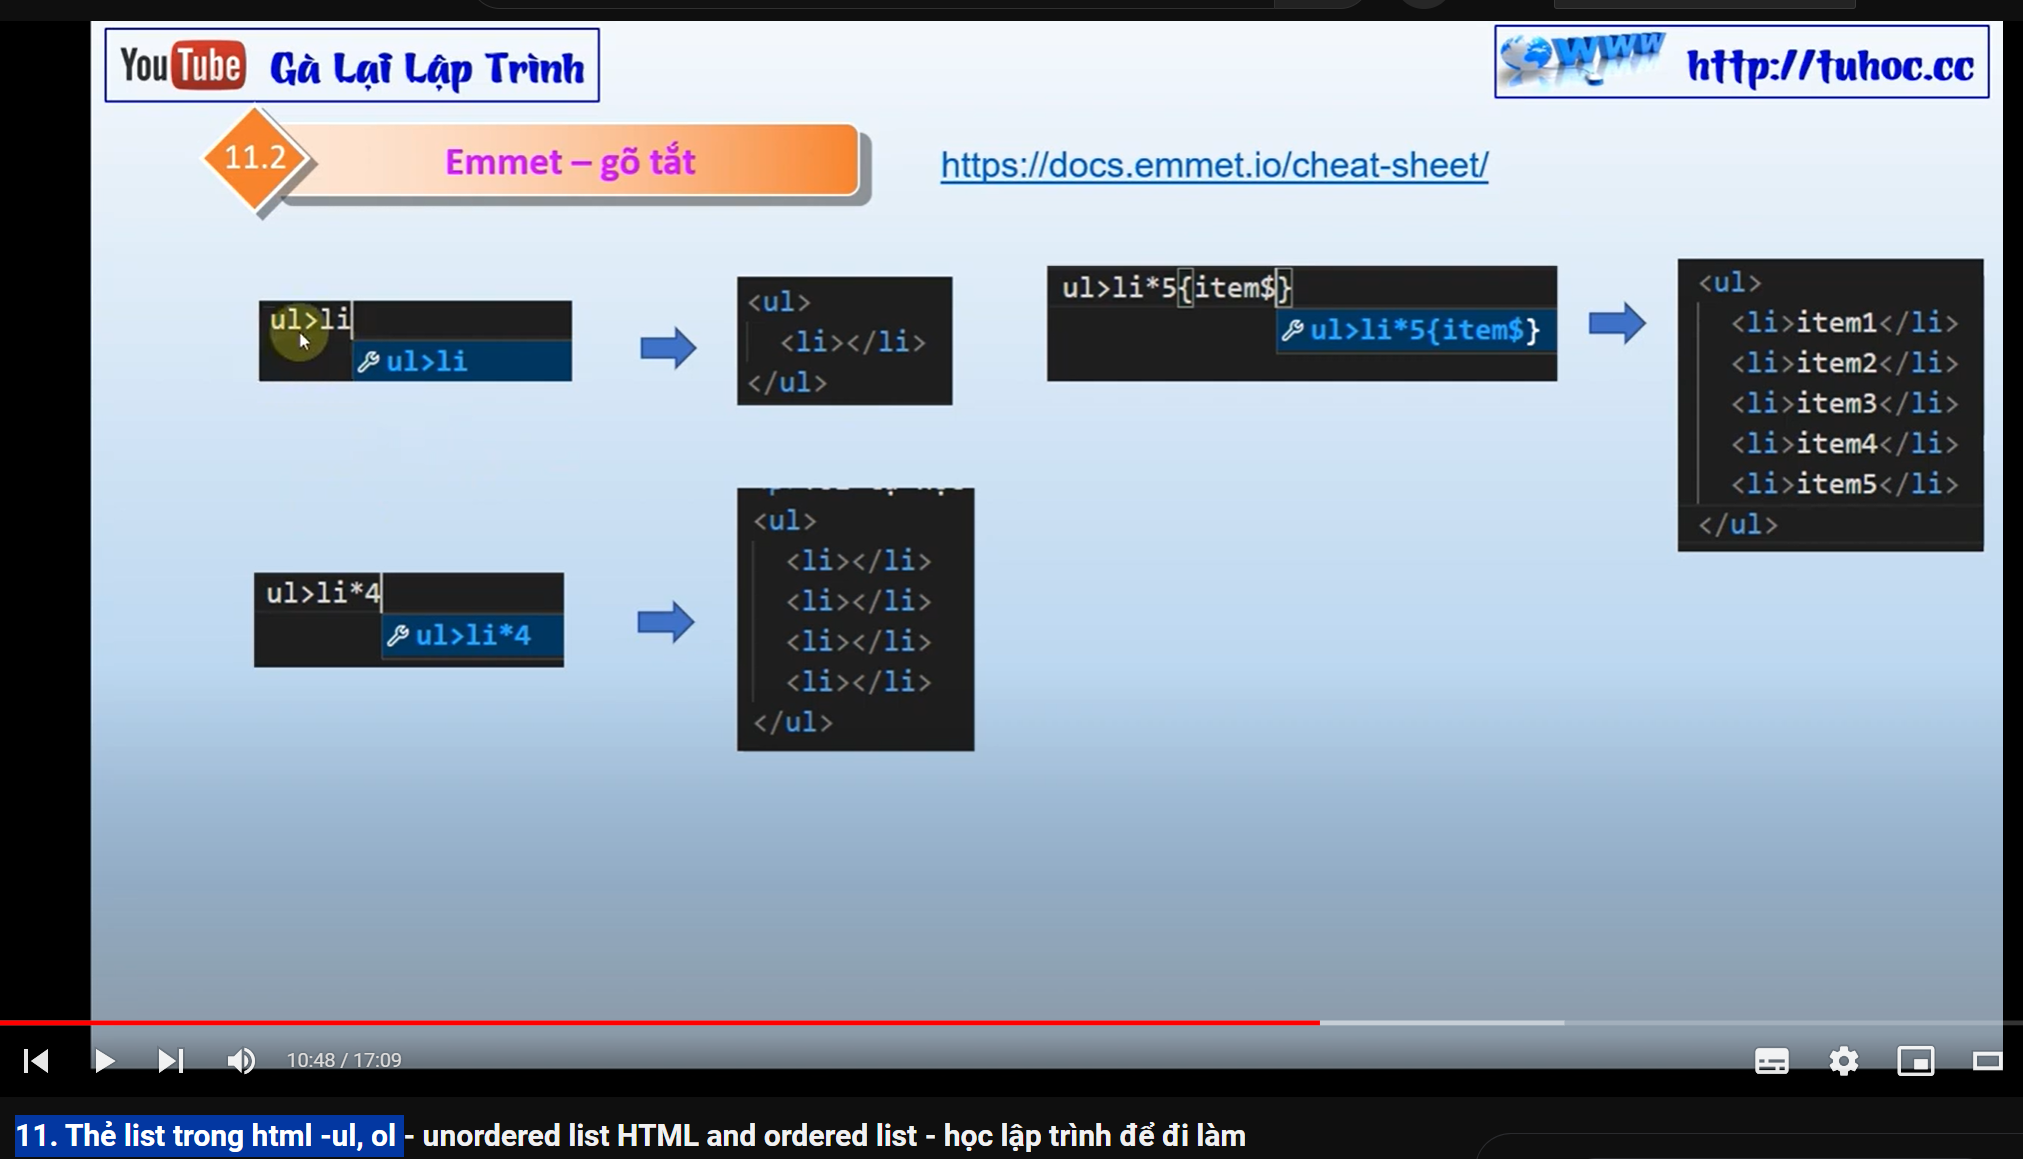 YouTube Gà Lại Lập Trình
WWW http://tuhoc.cc
11.2 Emmet – gõ tắt
https://docs.emmet.io/cheat-sheet/
ul>li
ul>li
<ul>
<li></li>
</ul>
ul>li*5{item$}
ul>li*5{item$}
<ul>
<li>item1</li>
<li>item2</li>
<li>item3</li>
<li>item4</li>
<li>item5</li>
</ul>
ul>li*4
ul>li*4
<ul>
<li></li>
<li></li>
<li></li>
<li></li>
</ul>
10:48 / 17:09
11. Thẻ list trong html -ul, ol - unordered list HTML and ordered list - học lập trình để đi làm